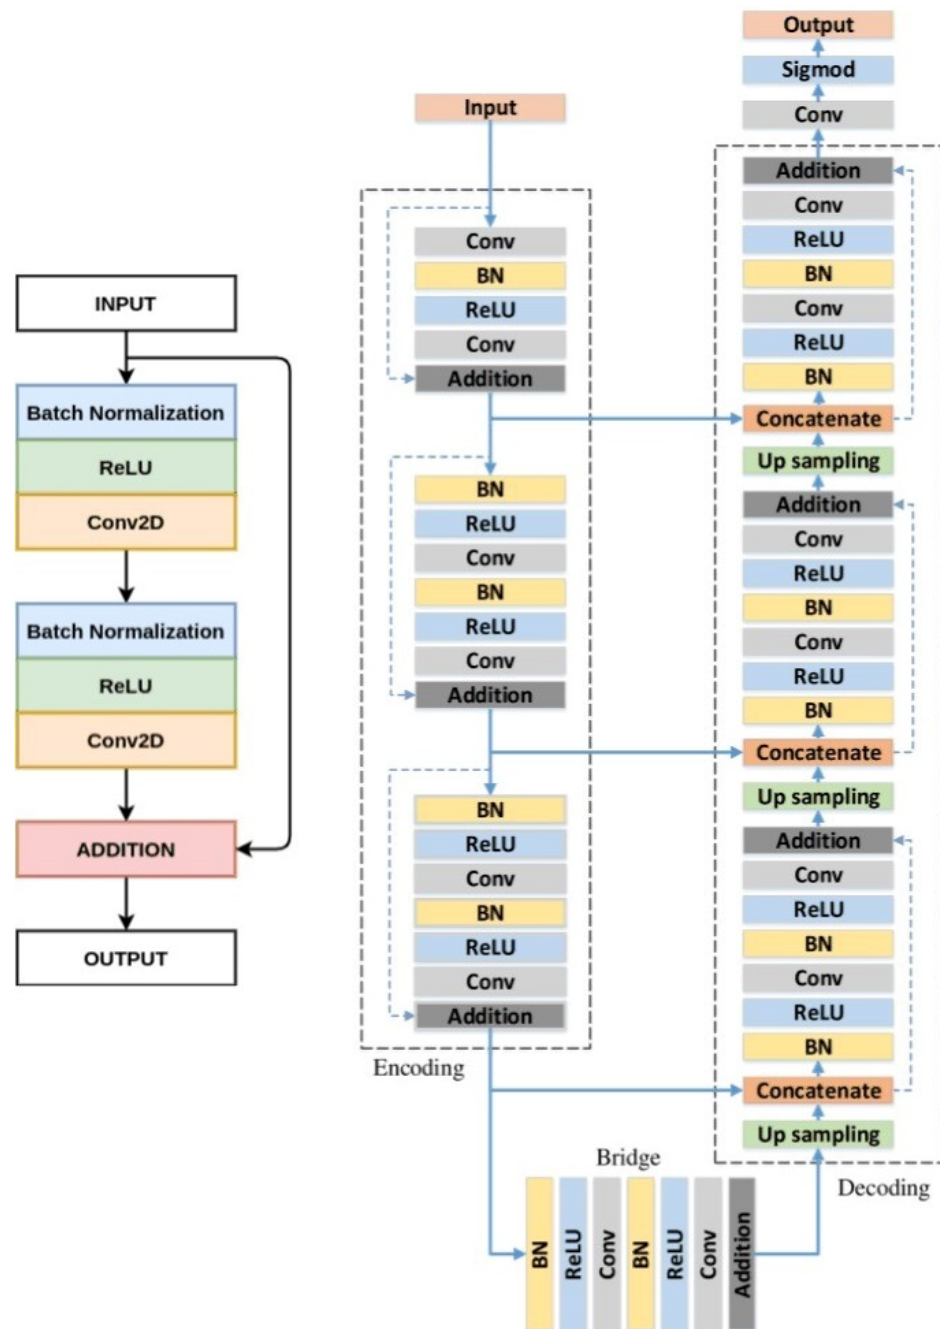 INPUT
Batch Normalization
ReLU
Conv2D
Batch Normalization
ReLU
Conv2D
ADDITION
OUTPUT
Input
Conv
BN
ReLU
Conv
Addition
BN
ReLU
Conv
BN
ReLU
Conv
Addition
BN
ReLU
Conv
BN
ReLU
Conv
Addition
Encoding
Bridge
BN
ReLU
Conv
BN
ReLU
Conv
Addition
Output
Sigmod
Conv
Addition
Conv
ReLU
BN
Conv
ReLU
BN
Concatenate
Up sampling
Addition
Conv
ReLU
BN
Conv
ReLU
BN
Concatenate
Up sampling
Addition
Conv
ReLU
BN
Conv
ReLU
BN
Concatenate
Up sampling
Decoding